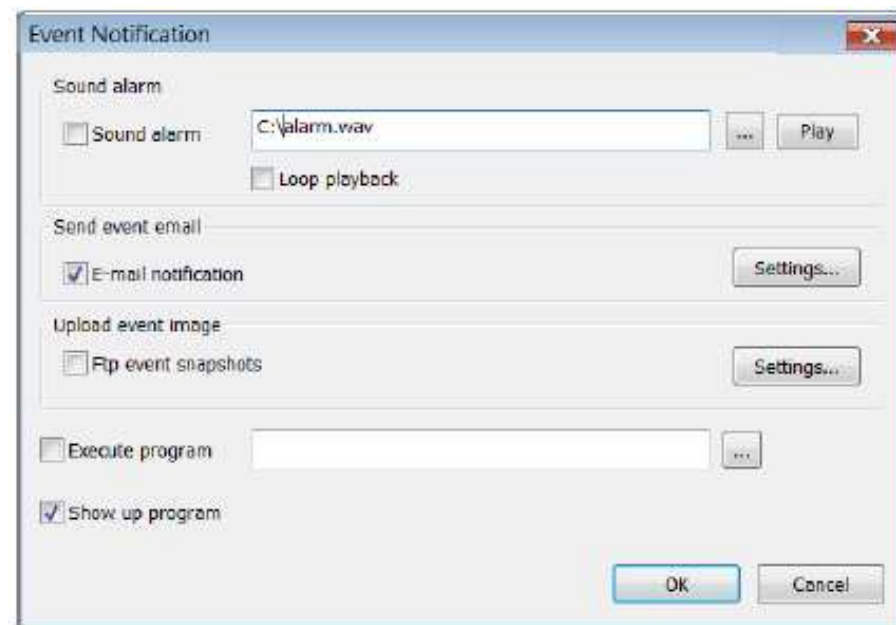 Event Notification
Sound alarm
Sound alarm
C:\alarm.wav
...
Play
Loop playback
Send event email
E-mail notification
Settings...
Upload event image
Ftp event snapshots
Settings...
Execute program
...
Show up program
OK
Cancel